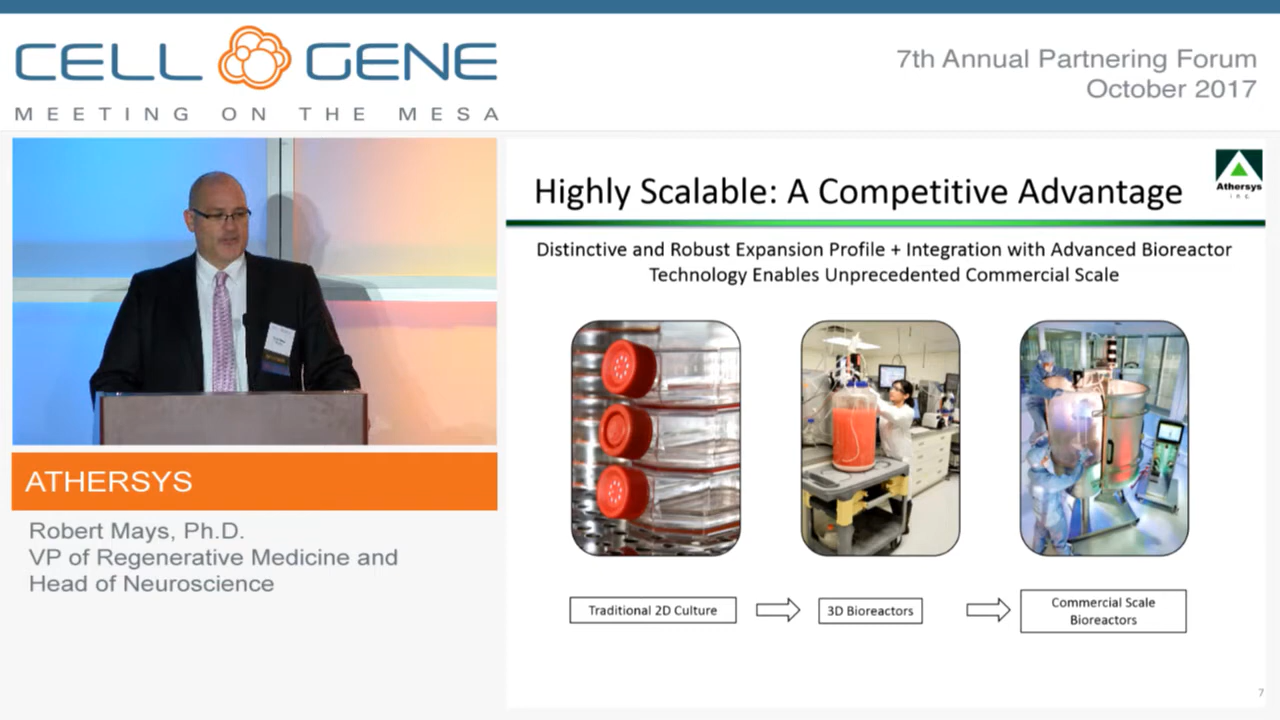 CELL GENE
MEETING ON THE MESA
7th Annual Partnering Forum
October 2017
ATHERSYS
Robert Mays, Ph.D.
VP of Regenerative Medicine and
Head of Neuroscience
Highly Scalable: A Competitive Advantage
Athersys
INC
Distinctive and Robust Expansion Profile + Integration with Advanced Bioreactor
Technology Enables Unprecedented Commercial Scale
Traditional 2D Culture
3D Bioreactors
Commercial Scale
Bioreactors
7